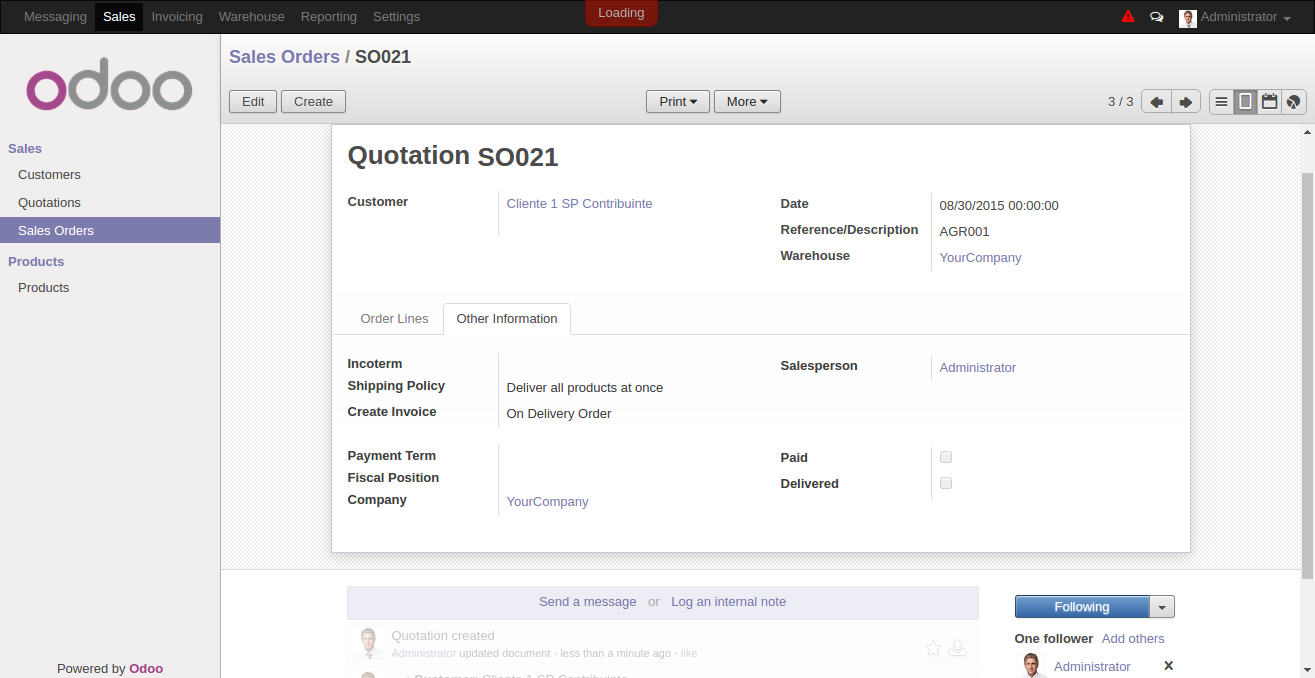 Messaging Sales Invoicing Warehouse Reporting Settings Loading Administrator
odoo
Sales Orders / SO021
Edit Create Print More 3 / 3
Sales
Customers
Quotations
Sales Orders
Products
Products
Powered by Odoo
Quotation SO021
Customer Cliente 1 SP Contribuinte
Date 08/30/2015 00:00:00
Reference/Description AGR001
Warehouse YourCompany
Order Lines Other Information
Incoterm
Shipping Policy Deliver all products at once
Create Invoice On Delivery Order
Salesperson Administrator
Payment Term
Fiscal Position
Company YourCompany
Paid
Delivered
Send a message or Log an internal note
Quotation created
Administrator updated document • less than a minute ago • like
Customer: Cliente 1 SP Contribuinte
Following
One follower Add others
Administrator